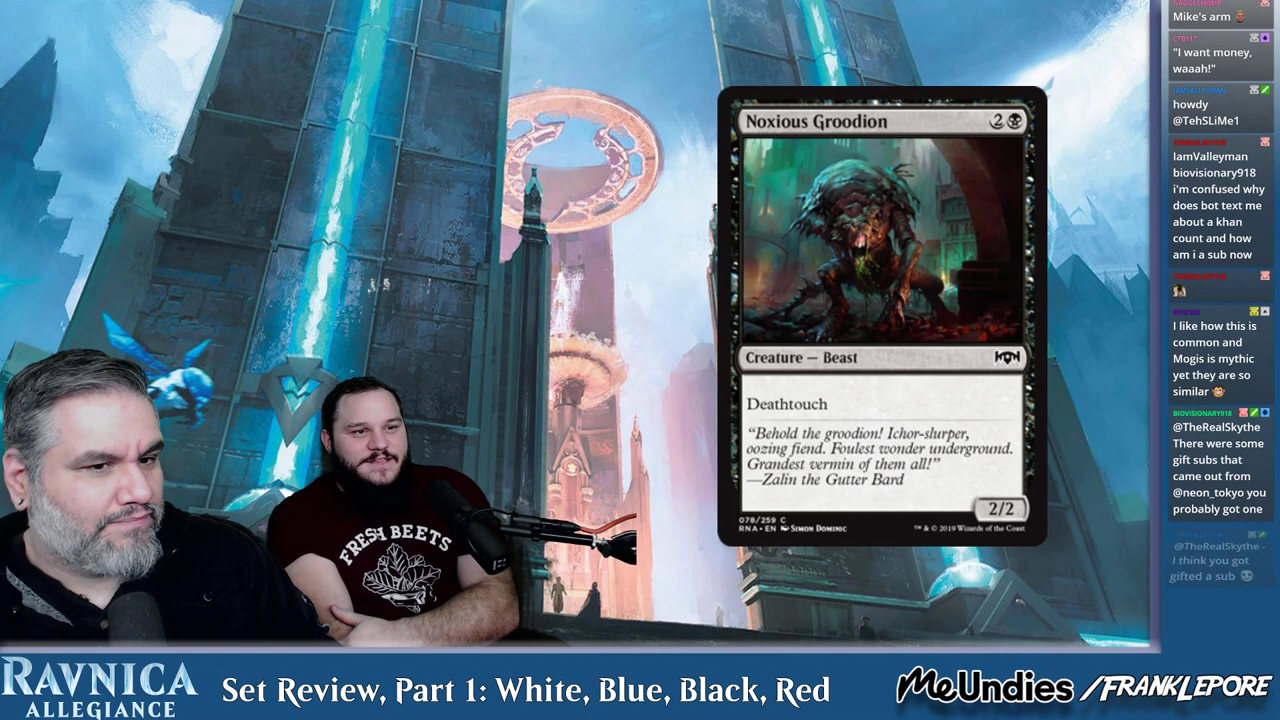 Noxious Groodion 2
Creature — Beast
Deathtouch
“Behold the groodion! Ichor-slurper,
oozing fiend. Foulest wonder underground.
Grandest vermin of them all!”
—Zalin the Gutter Bard
2/2
078/259 C
RNA • EN Simon Dominic
™ & © 2019 Wizards of the Coast
FRESH BEETS
Mike's arm
CTB117
"I want money,
waaah!"
IAMVALLEYMAN
howdy
@TehSLiMe1
THEREALSKYTHE
IamValleyman
biovisionary918
i'm confused why
does bot text me
about a khan
count and how
am i a sub now
THEREALSKYTHE
I like how this is
common and
Mogis is mythic
yet they are so
similar
BIOVISIONARY918
@TheRealSkythe
There were some
gift subs that
came out from
@neon_tokyo you
probably got one
@TheRealSkythe -
I think you got
gifted a sub
RAVNICA
ALLEGIANCE
Set Review, Part 1: White, Blue, Black, Red
MeUndies /FRANKLEPORE